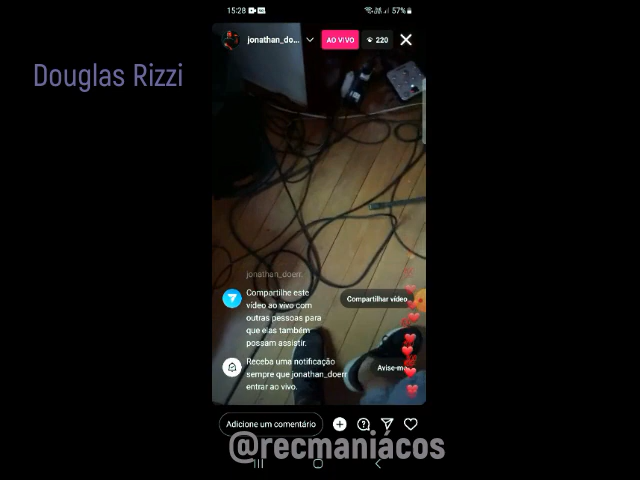 15:28
57%
jonathan_do...
AO VIVO
220
Douglas Rizzi
jonathan_doerr
Compartilhe este
vídeo ao vivo com
outras pessoas para
que elas também
possam assistir.
Compartilhar vídeo
Receba uma notificação
sempre que jonathan_doerr
entrar ao vivo.
Avise-me
Adicione um comentário
@recmaniácos